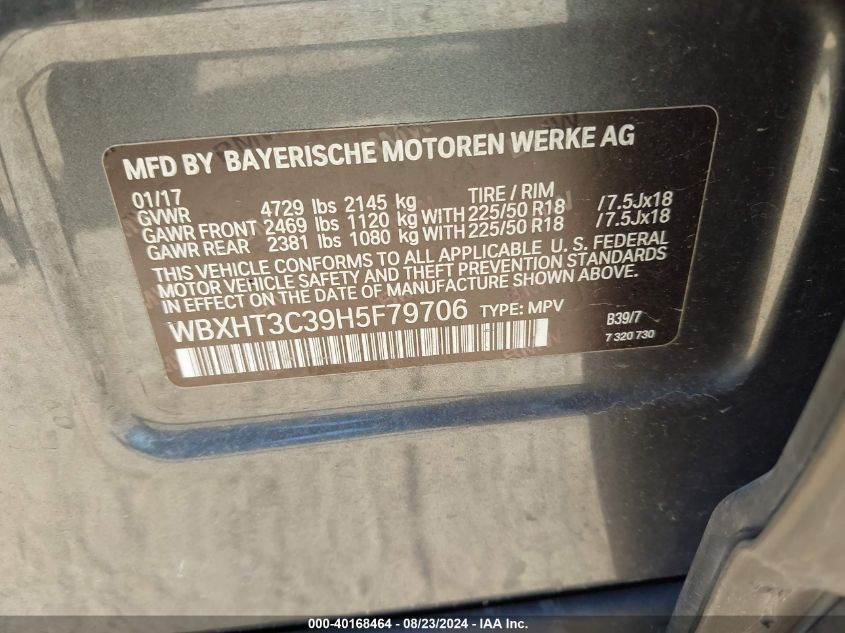 MFD BY BAYERISCHE MOTOREN WERKE AG
01/17 TIRE / RIM
GVWR 4729 lbs 2145 kg
GAWR FRONT 2469 lbs 1120 kg WITH 225/50 R18 /7.5Jx18
GAWR REAR 2381 lbs 1080 kg WITH 225/50 R18 /7.5Jx18
THIS VEHICLE CONFORMS TO ALL APPLICABLE U. S. FEDERAL
MOTOR VEHICLE SAFETY AND THEFT PREVENTION STANDARDS
IN EFFECT ON THE DATE OF MANUFACTURE SHOWN ABOVE.
WBXHT3C39H5F79706 TYPE: MPV B39/7
7 320 730
000-40168464 - 08/23/2024 - IAA Inc.